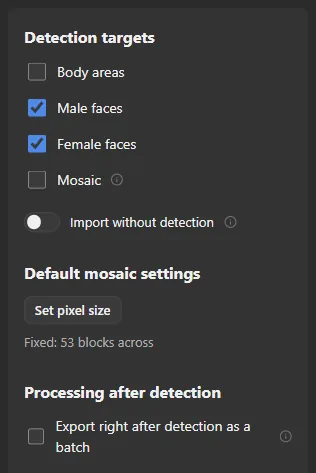 Detection targets
Body areas
Male faces
Female faces
Mosaic
Import without detection
Default mosaic settings
Set pixel size
Fixed: 53 blocks across
Processing after detection
Export right after detection as a
batch